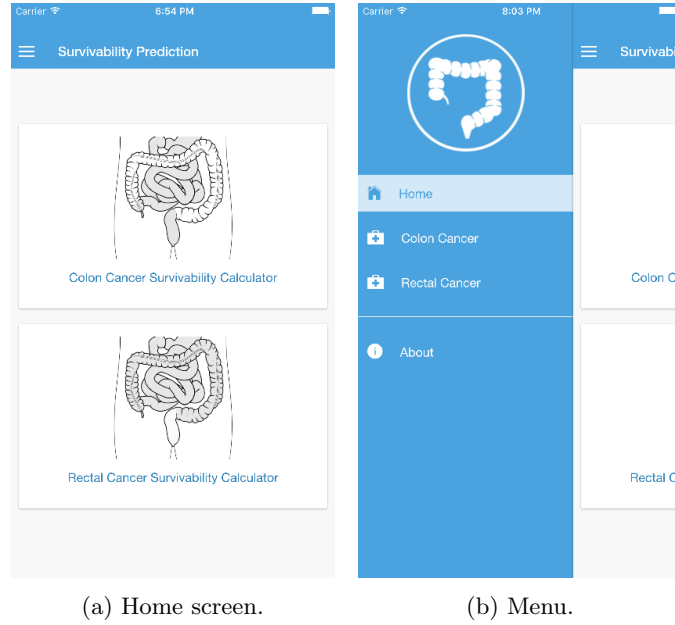 Carrier 6:54 PM
Survivability Prediction
Colon Cancer Survivability Calculator
Rectal Cancer Survivability Calculator
(a) Home screen.
Carrier 8:03 PM
Survivabi
Home
Colon Cancer
Rectal Cancer
About
Colon C
Rectal C
(b) Menu.